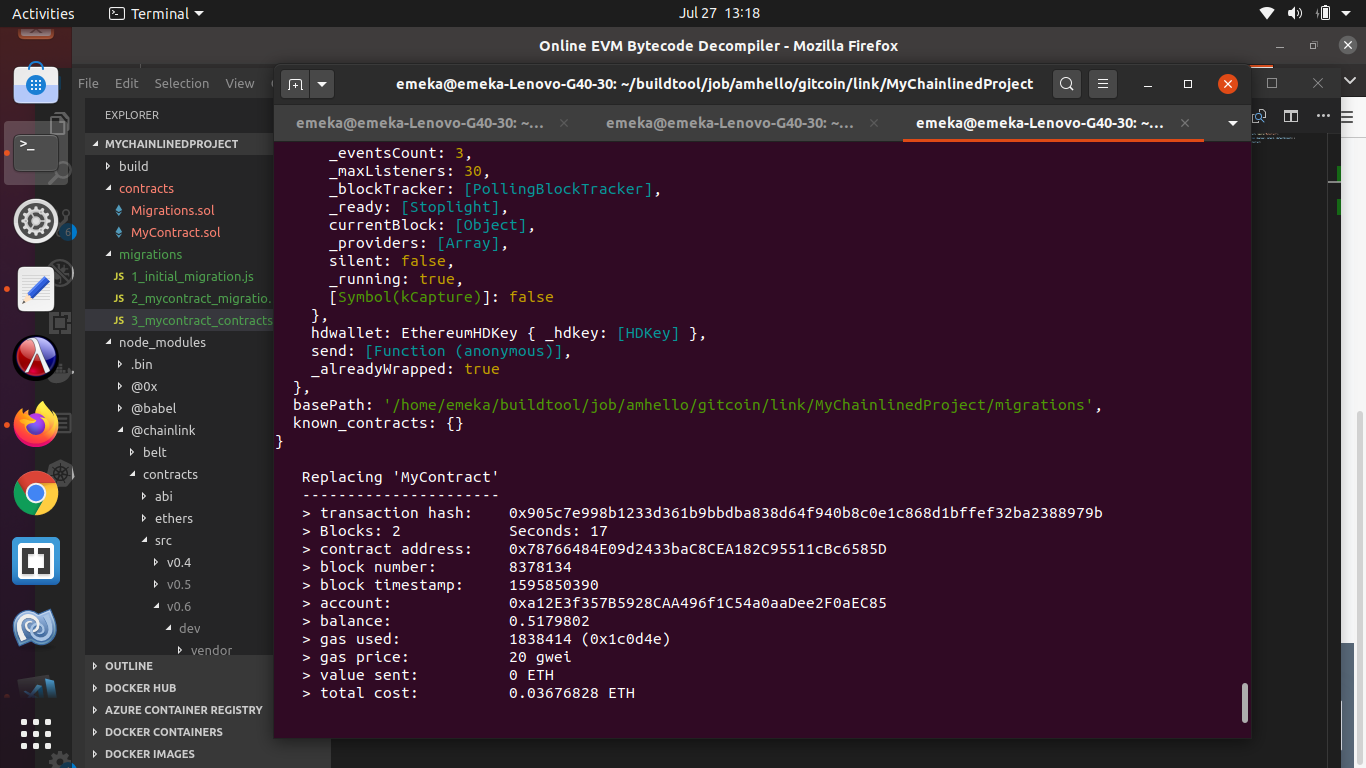 Activities
Terminal
Jul 27 13:18
Online EVM Bytecode Decompiler - Mozilla Firefox
File Edit Selection View
emeka@emeka-Lenovo-G40-30: ~/buildtool/job/amhello/gitcoin/link/MyChainlinedProject
emeka@emeka-Lenovo-G40-30: ~... emeka@emeka-Lenovo-G40-30: ~... emeka@emeka-Lenovo-G40-30: ~...
EXPLORER
MYCHAINLINEDPROJECT
build
contracts
Migrations.sol
MyContract.sol
migrations
JS 1_initial_migration.js
JS 2_mycontract_migratio.
JS 3_mycontract_contracts
node_modules
.bin
@0x
@babel
@chainlink
belt
contracts
abi
ethers
src
v0.4
v0.5
v0.6
dev
vendor
OUTLINE
DOCKER HUB
AZURE CONTAINER REGISTRY
DOCKER CONTAINERS
DOCKER IMAGES
_eventsCount: 3,
_maxListeners: 30,
_blockTracker: [PollingBlockTracker],
_ready: [Stoplight],
currentBlock: [Object],
_providers: [Array],
silent: false,
_running: true,
[Symbol(kCapture)]: false
},
hdwallet: EthereumHDKey { _hdkey: [HDKey] },
send: [Function (anonymous)],
_alreadyWrapped: true
},
basePath: '/home/emeka/buildtool/job/amhello/gitcoin/link/MyChainlinedProject/migrations',
known_contracts: {}
}
Replacing 'MyContract'
----------------------
> transaction hash: 0x905c7e998b1233d361b9bbdba838d64f940b8c0e1c868d1bffef32ba2388979b
> Blocks: 2 Seconds: 17
> contract address: 0x78766484E09d2433baC8CEA182C95511cBc6585D
> block number: 8378134
> block timestamp: 1595850390
> account: 0xa12E3f357B5928CAA496f1C54a0aaDee2F0aEC85
> balance: 0.5179802
> gas used: 1838414 (0x1c0d4e)
> gas price: 20 gwei
> value sent: 0 ETH
> total cost: 0.03676828 ETH